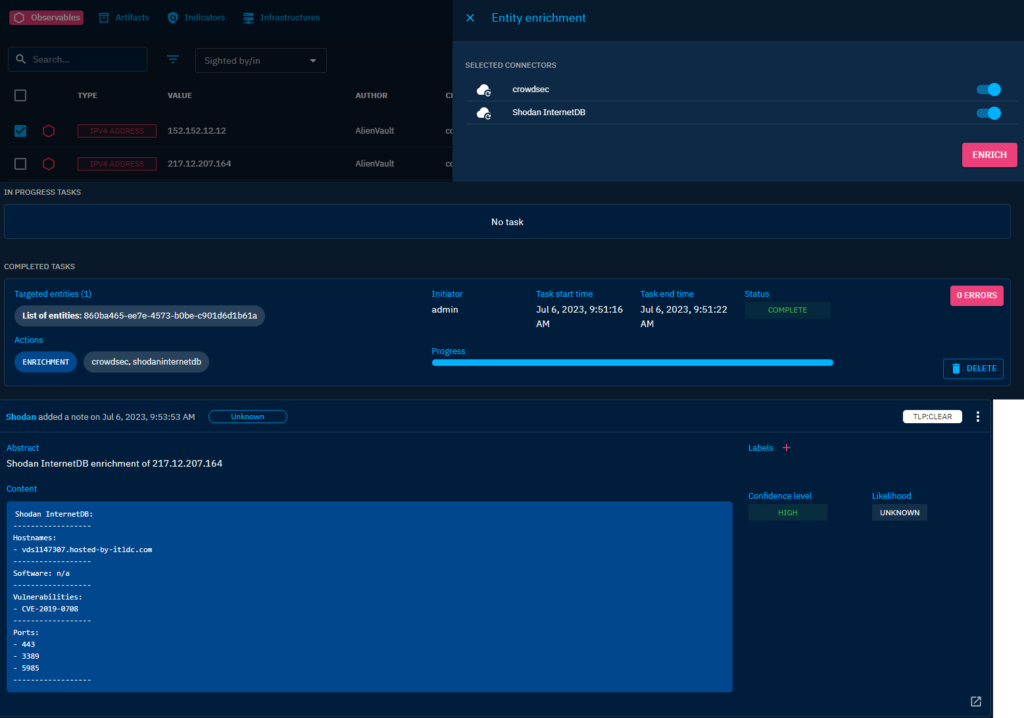 Observables Artifacts Indicators Infrastructures
Search... Sighted by/in
TYPE VALUE AUTHOR
IPV4 ADDRESS 152.152.12.12 AlienVault
IPV4 ADDRESS 217.12.207.164 AlienVault
Entity enrichment
SELECTED CONNECTORS
crowdsec
Shodan InternetDB
ENRICH
IN PROGRESS TASKS
No task
COMPLETED TASKS
Targeted entities (1)
List of entities: 860ba465-ee7e-4573-b0be-c901d6d1b61a
Actions
ENRICHMENT crowdsec, shodaninternetdb
Initiator
admin
Task start time
Jul 6, 2023, 9:51:16
AM
Task end time
Jul 6, 2023, 9:51:22
AM
Status
COMPLETE
0 ERRORS
Progress
DELETE
Shodan added a note on Jul 6, 2023, 9:53:53 AM Unknown TLP:CLEAR
Abstract
Shodan InternetDB enrichment of 217.12.207.164
Labels +
Content
Confidence level
HIGH
Likelihood
UNKNOWN
Shodan InternetDB:
------------------
Hostnames:
- vds1147307.hosted-by-itldc.com
------------------
Software: n/a
------------------
Vulnerabilities:
- CVE-2019-0708
------------------
Ports:
- 443
- 3389
- 5985
------------------